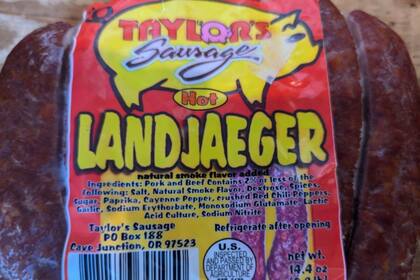 TAYLOR'S
Sausage
Hot
LANDJAEGER
natural smoke flavor added
Ingredients: Pork and Beef Contains 2% or less of the
following: Salt, Natural Smoke Flavor, Dextrose, Spices,
Sugar, Paprika, Cayenne Pepper, crushed Red Chili Peppers,
Garlic, Sodium Erythorbate, Monosodium Glutamate, Lactic
Acid Culture, Sodium Nitrite
Taylor's Sausage
PO Box 188
Cave Junction, OR 97523
Refrigerate after opening
U.S.
INSPECTED
AND PASSED BY
DEPARTMENT OF
net w
14.4 oz